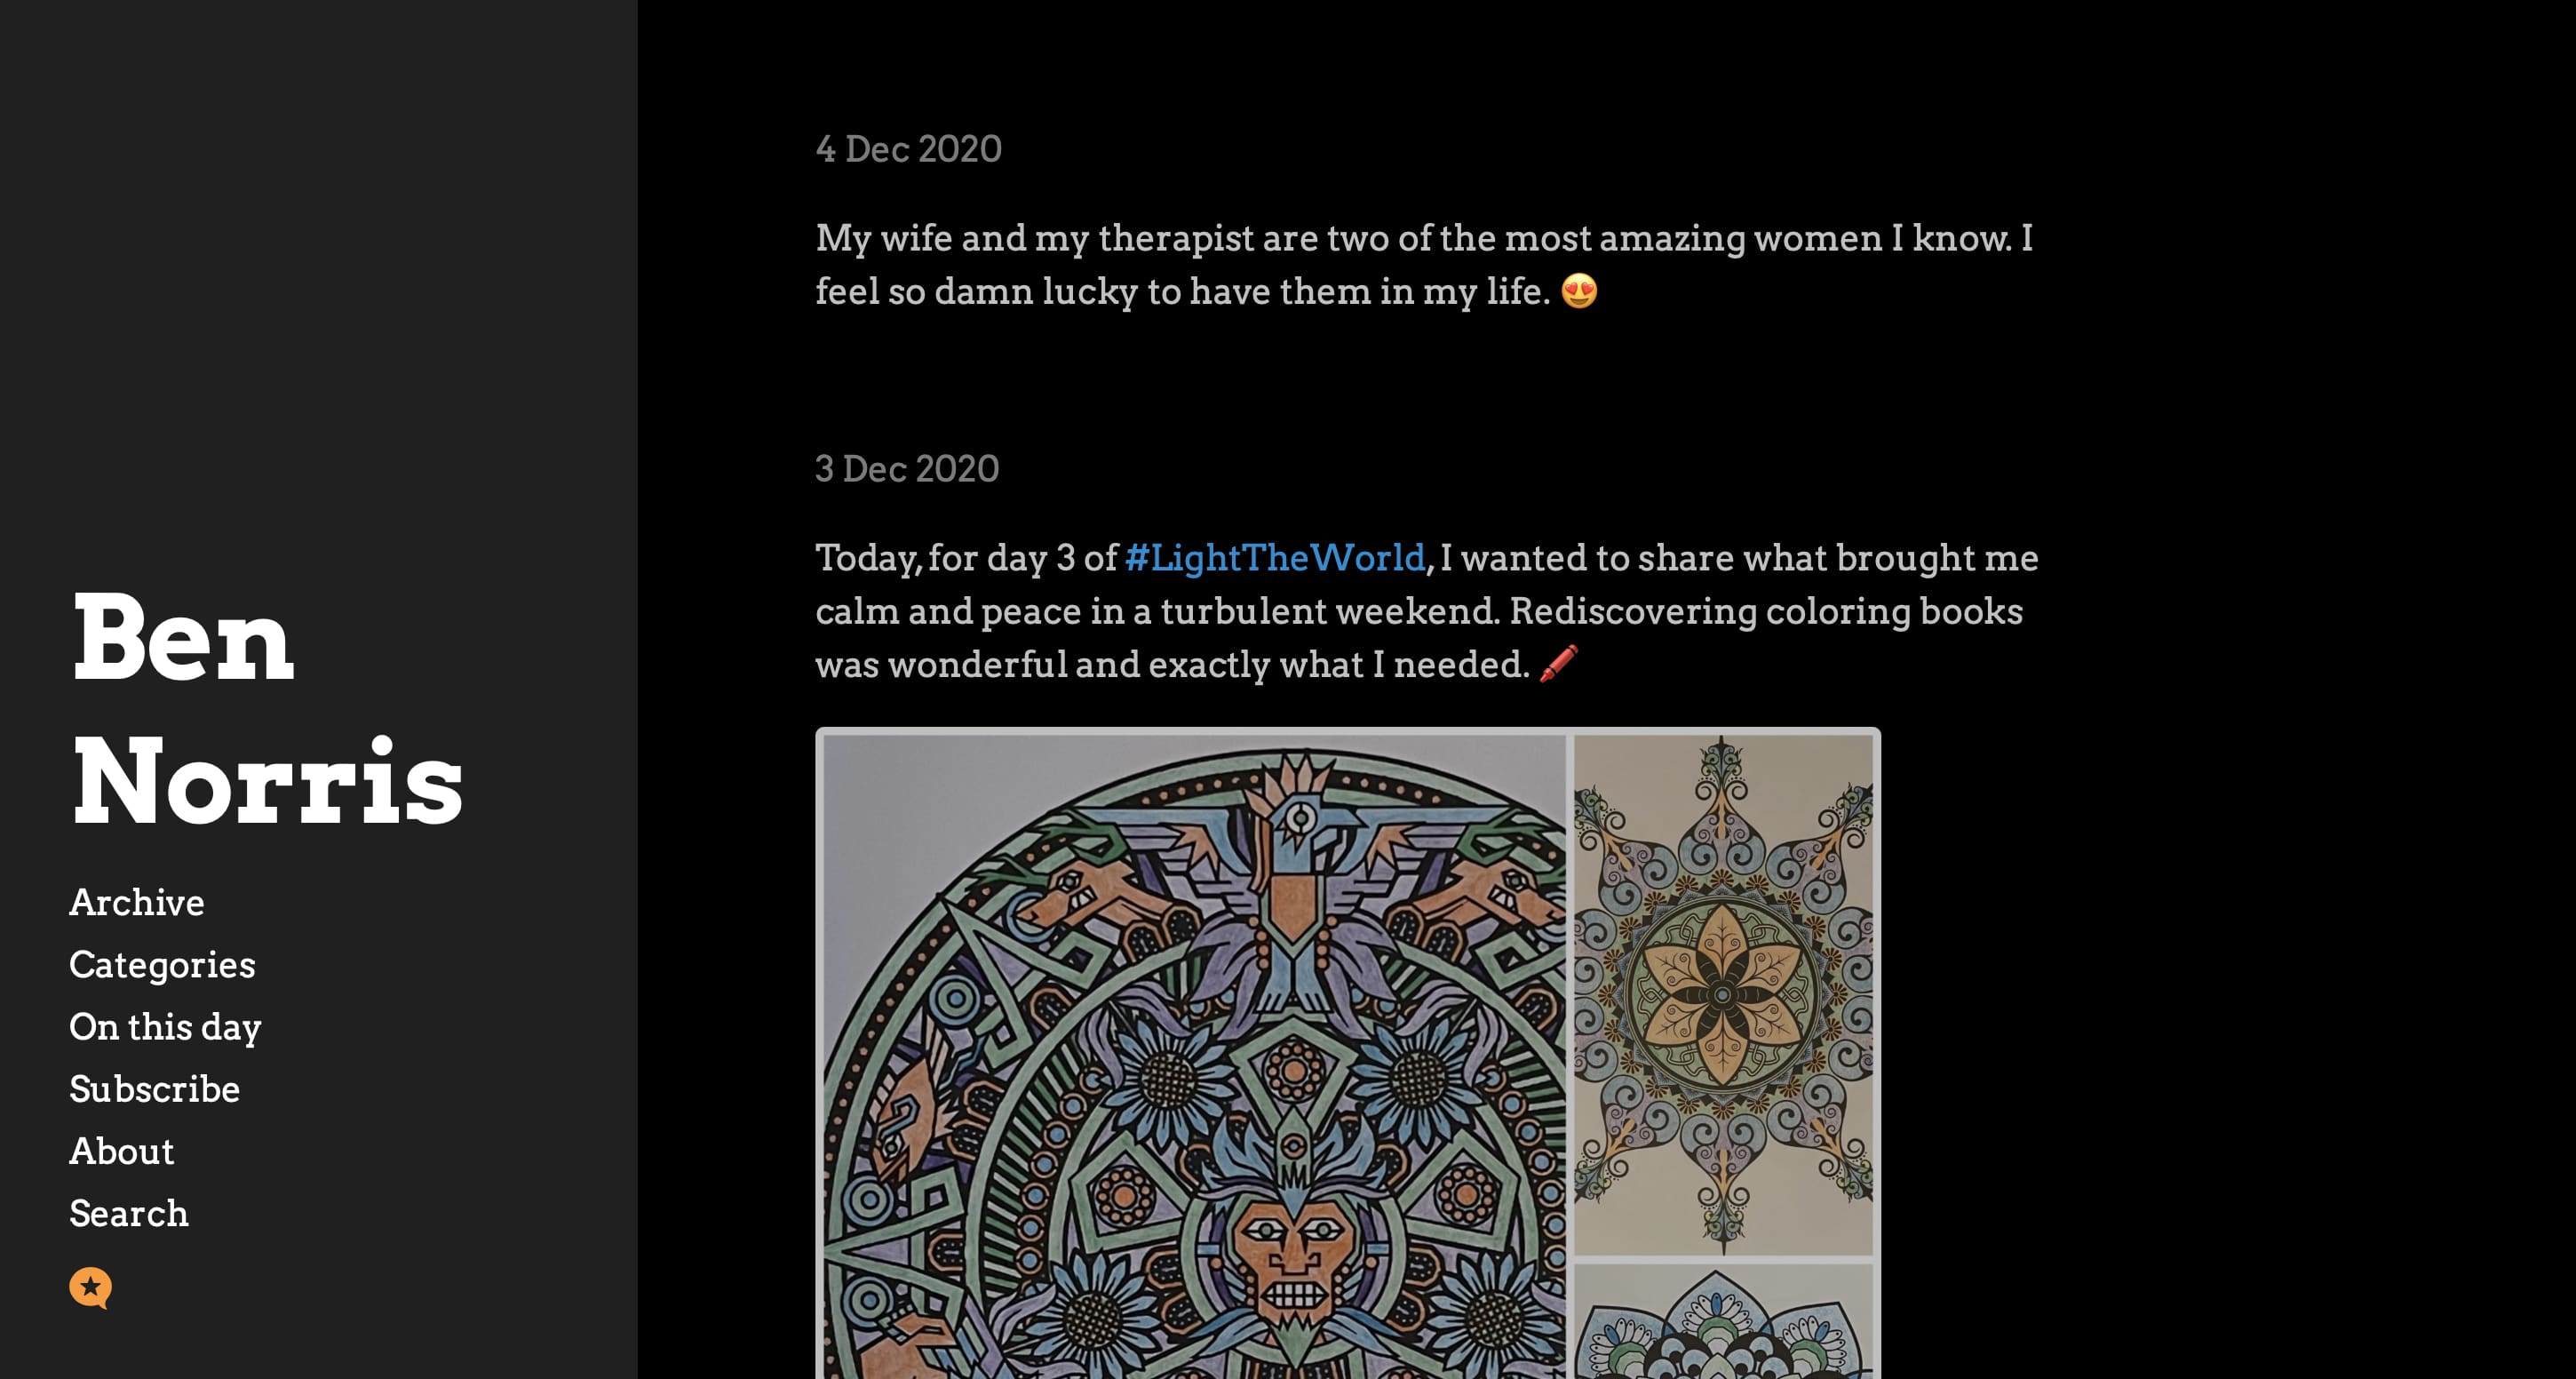 Ben
Norris
Archive
Categories
On this day
Subscribe
About
Search
4 Dec 2020
My wife and my therapist are two of the most amazing women I know. I
feel so damn lucky to have them in my life. 😍
3 Dec 2020
Today, for day 3 of #LightTheWorld, I wanted to share what brought me
calm and peace in a turbulent weekend. Rediscovering coloring books
was wonderful and exactly what I needed. 🖍️